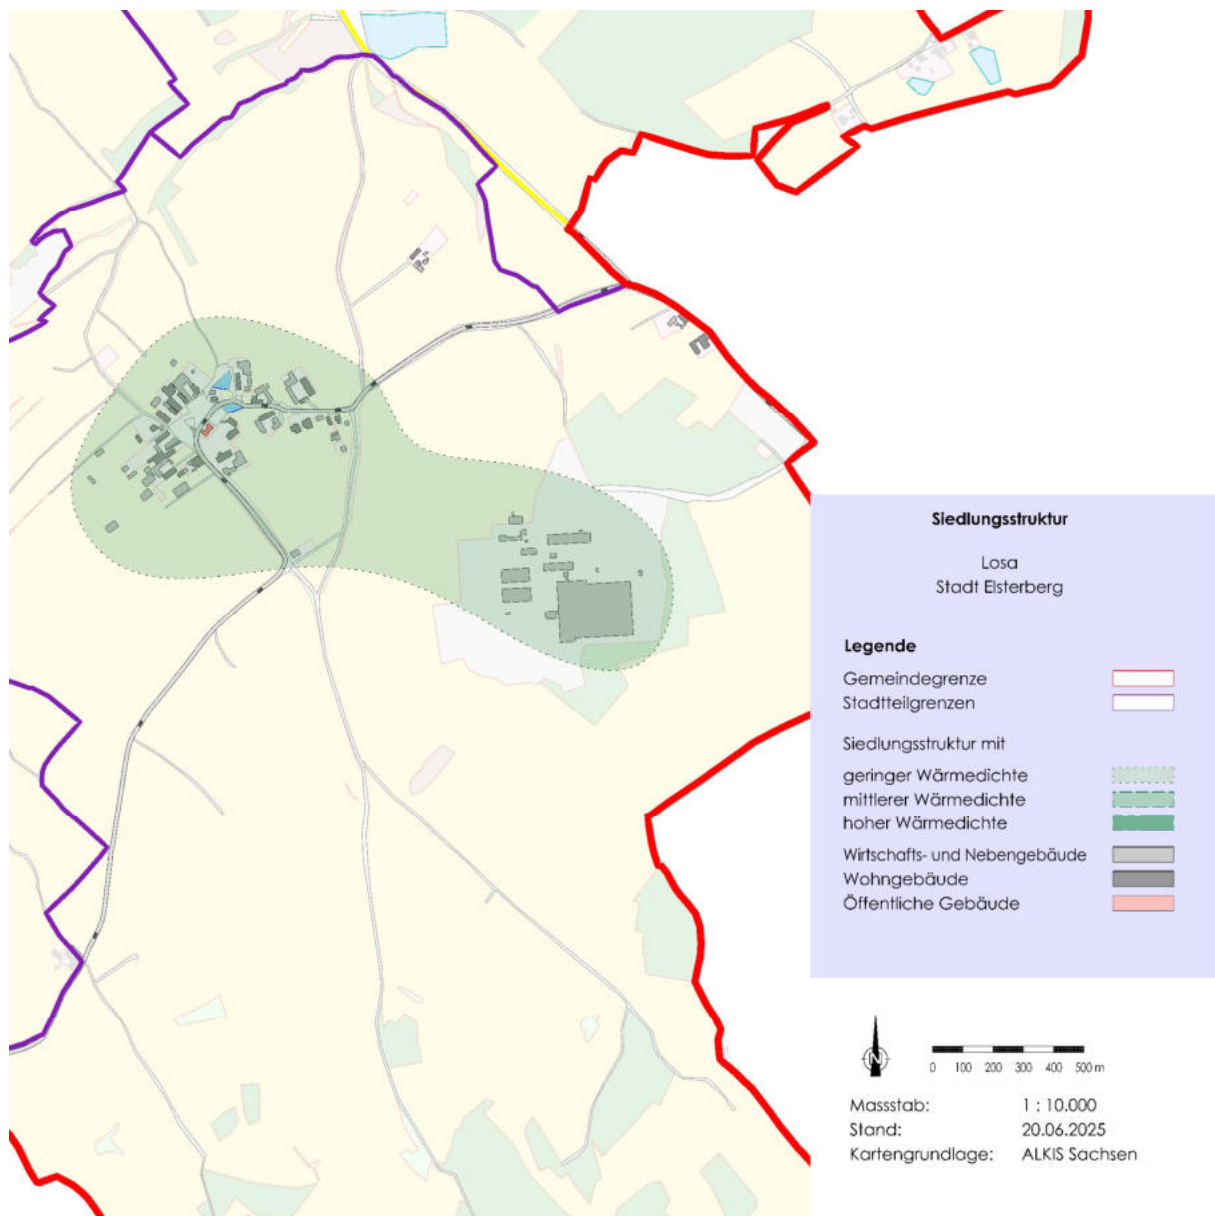 Siedlungsstruktur
Losa
Stadt Elsterberg
Legende
Gemeindegrenze
Stadtteilgrenzen
Siedlungsstruktur mit
geringer Wärmedichte
mittlerer Wärmedichte
hoher Wärmedichte
Wirtschafts- und Nebengebäude
Wohngebäude
Öffentliche Gebäude
N
0 100 200 300 400 500 m
Massstab: 1 : 10.000
Stand: 20.06.2025
Kartengrundlage: ALKIS Sachsen